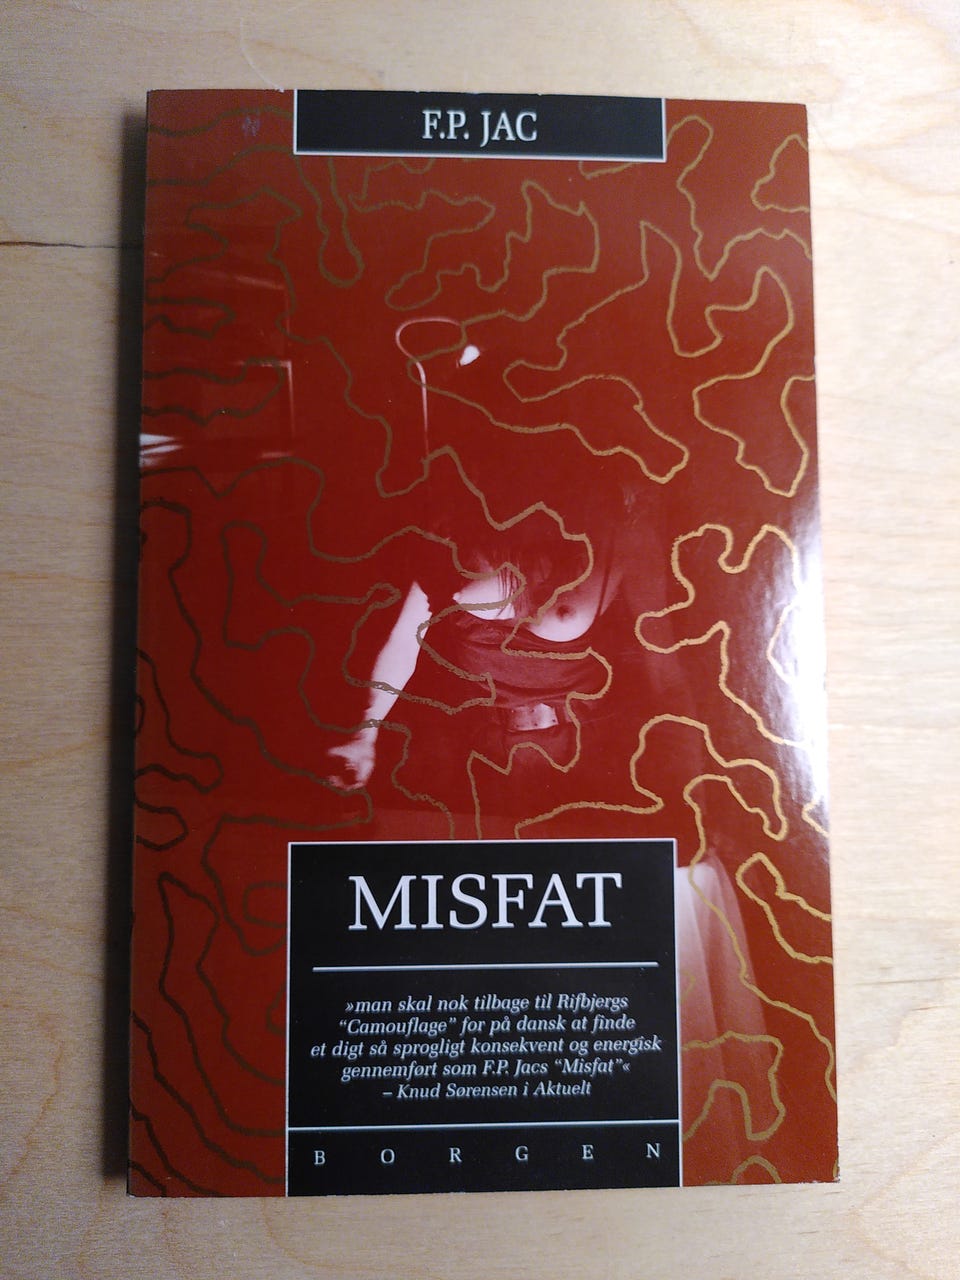 F.P. JAC
MISFAT
»man skal nok tilbage til Rifbjergs
“Camouflage” for på dansk at finde
et digt så sprogligt konsekvent og energisk
gennemført som F.P. Jacs “Misfat”«
– Knud Sørensen i Aktuelt
BORGEN